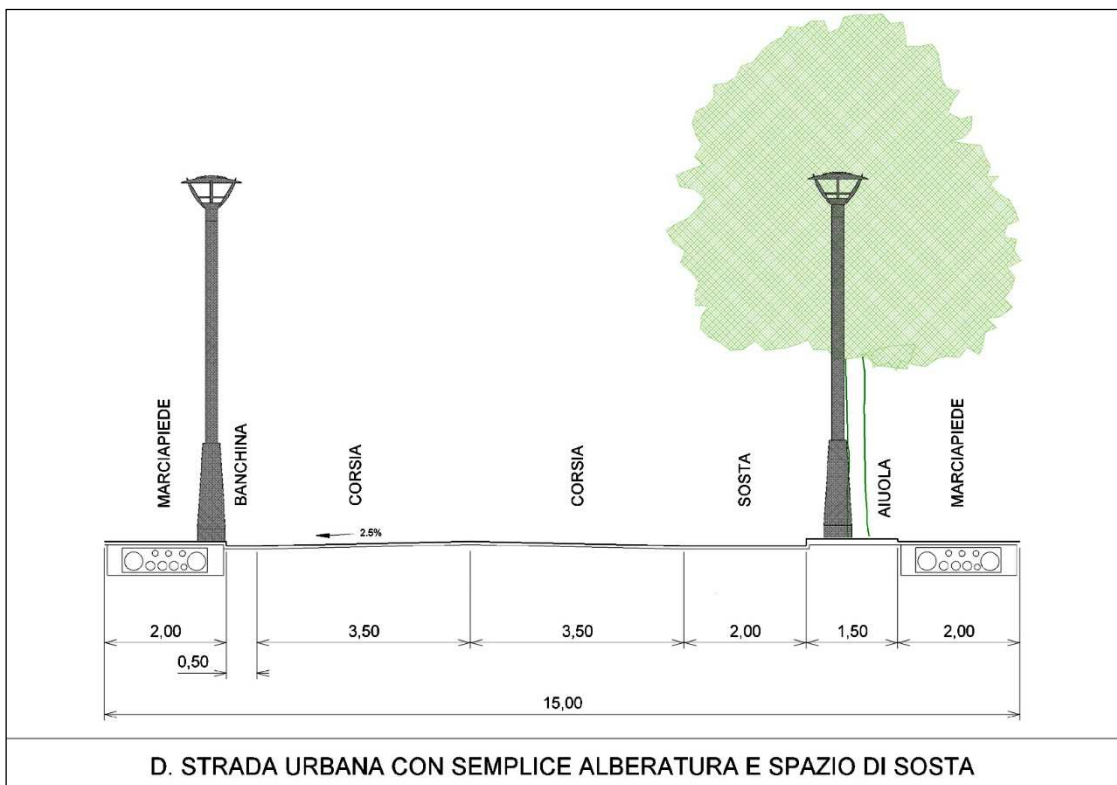 MARCIAPIEDE
BANCHINA
CORSIA
CORSIA
SOSTA
AIUOLA
MARCIAPIEDE
2.5%
2,00
3,50
3,50
2,00
1,50
2,00
0,50
15,00
D. STRADA URBANA CON SEMPLICE ALBERATURA E SPAZIO DI SOSTA